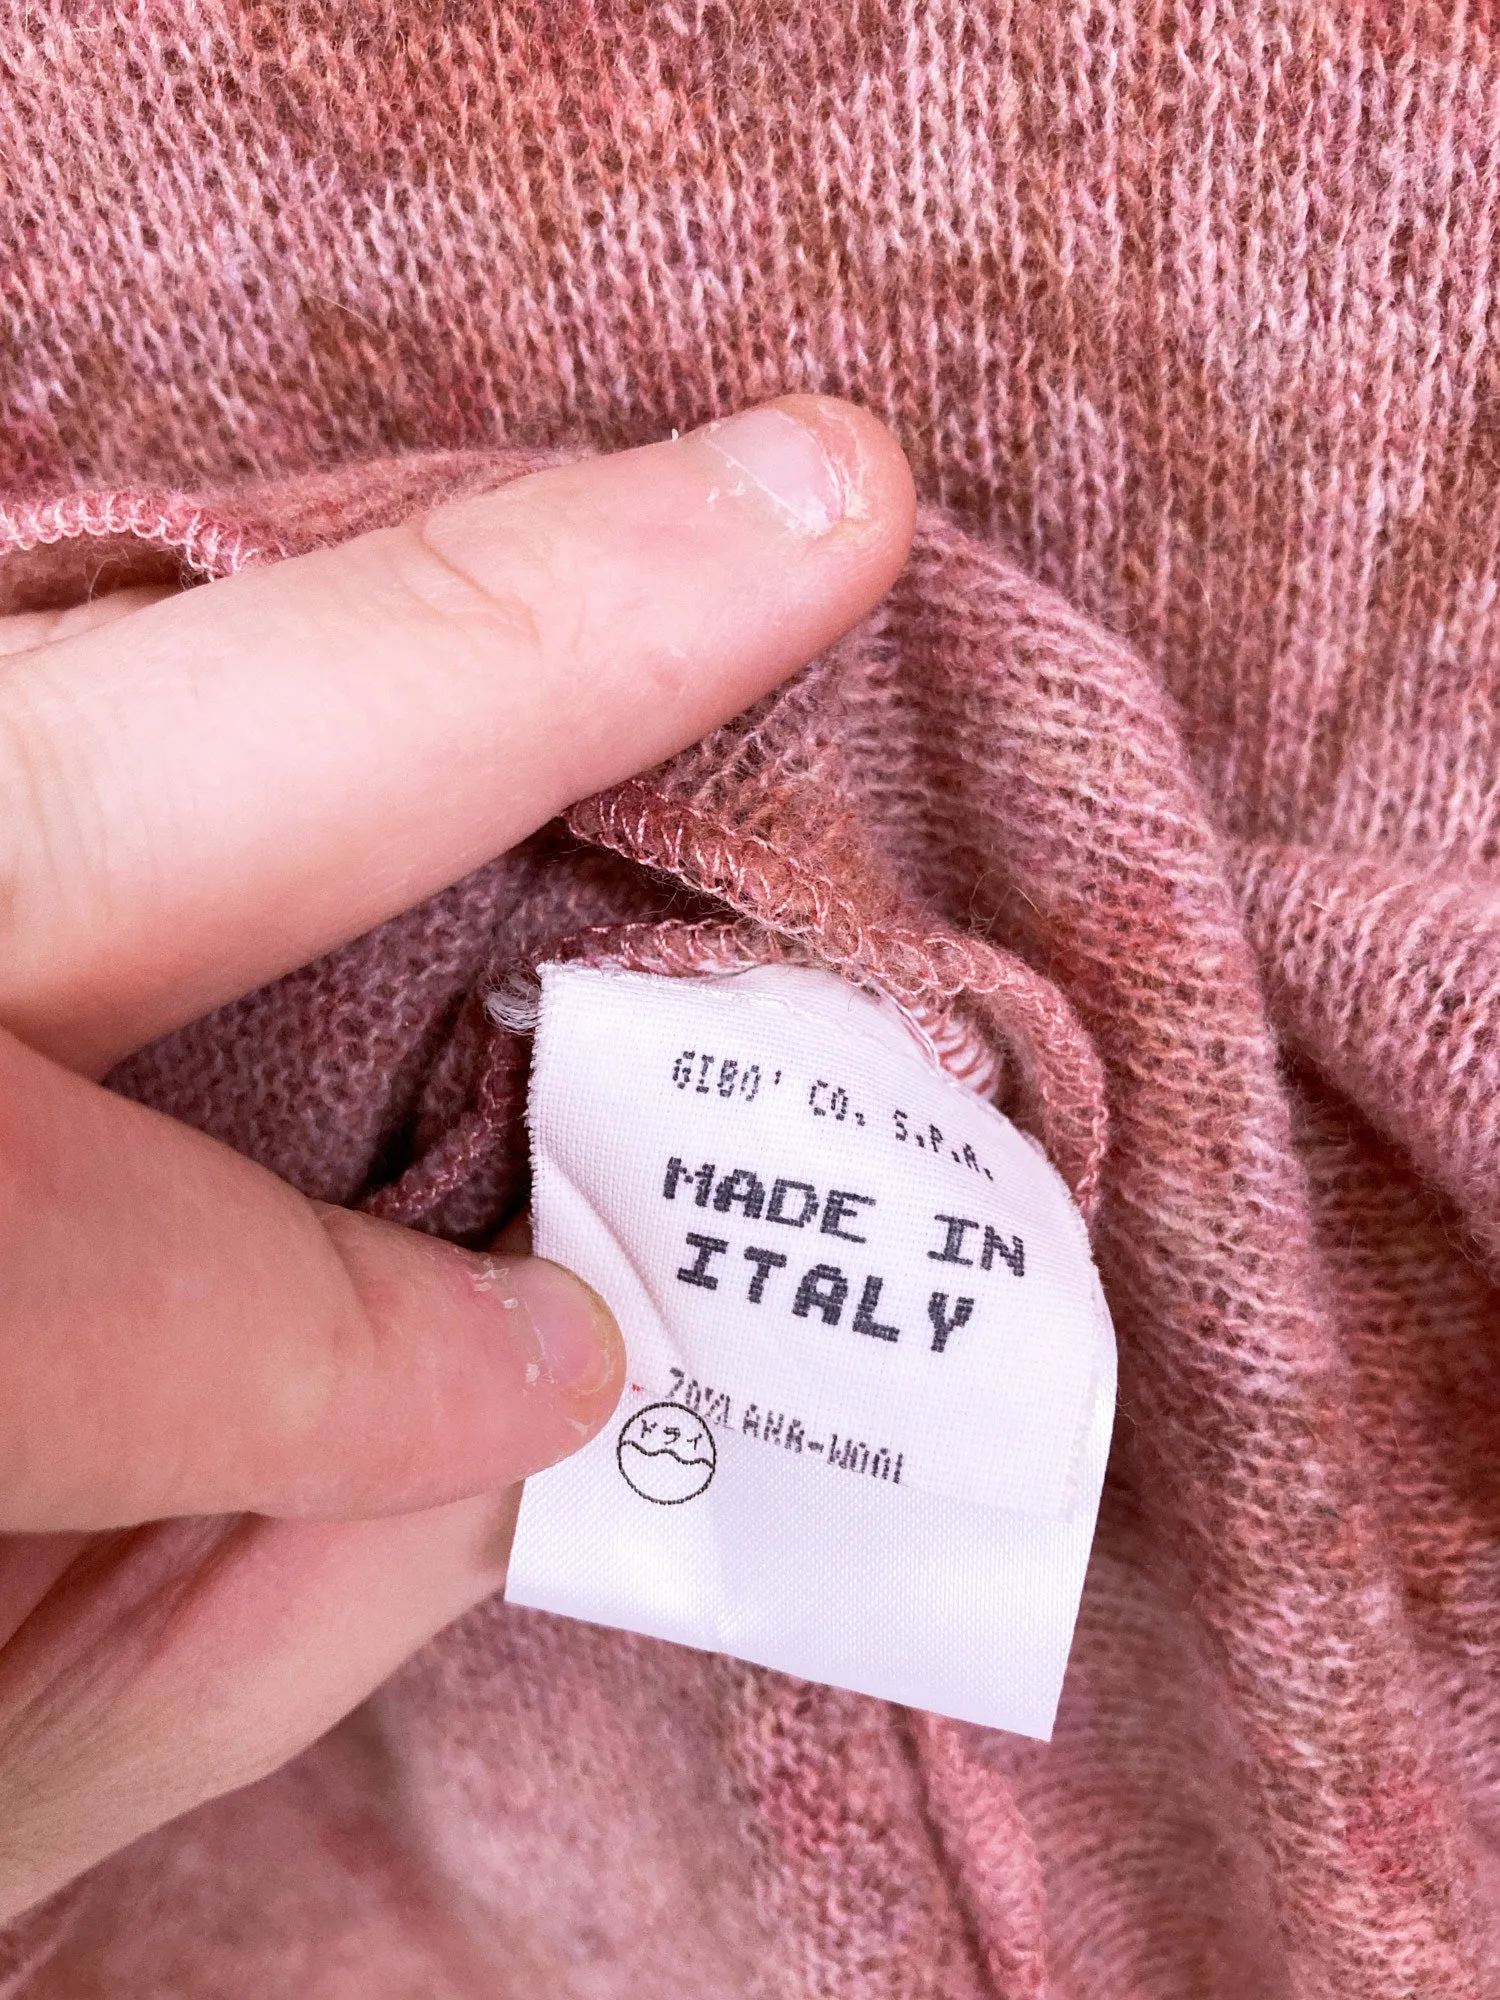 GIBO' CO. S.P.A.
MADE IN
ITALY
70%LANA-WOOL
ドライ